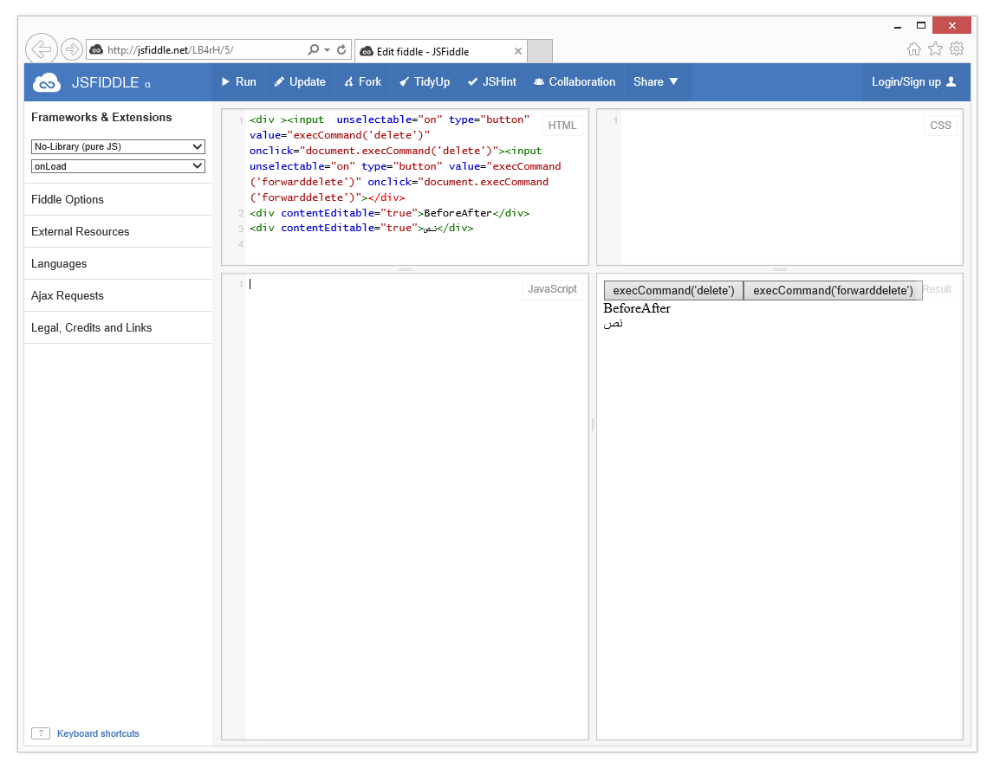 http://jsfiddle.net/LB4rH/5/
Edit fiddle - JSFiddle
JSFIDDLE α
Run
Update
Fork
TidyUp
JSHint
Collaboration
Share
Login/Sign up
Frameworks & Extensions
No-Library (pure JS)
onLoad
Fiddle Options
External Resources
Languages
Ajax Requests
Legal, Credits and Links
? Keyboard shortcuts
HTML
1 <div ><input  unselectable="on" type="button"
value="execCommand('delete')"
onclick="document.execCommand('delete')"><input
unselectable="on" type="button" value="execCommand
('forwarddelete')" onclick="document.execCommand
('forwarddelete')"></div>
2 <div contentEditable="true">BeforeAfter</div>
3 <div contentEditable="true">نص</div>
4
CSS
1
JavaScript
1
Result
execCommand('delete') execCommand('forwarddelete')
BeforeAfter
نص